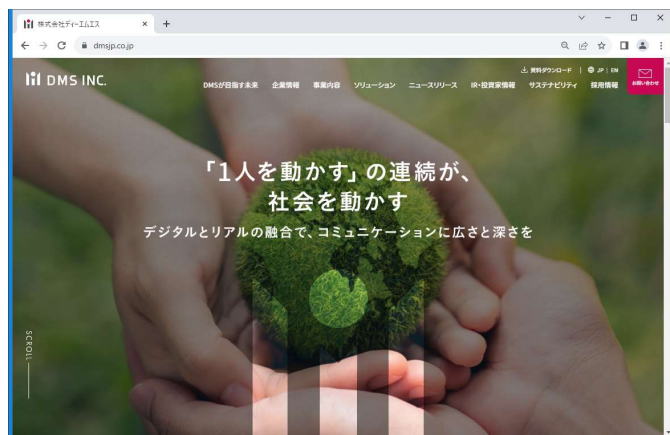 株式会社ディーエムエス
dmsjp.co.jp
DMS INC.
資料ダウンロード | JP | EN
お問い合わせ
DMSが目指す未来 企業情報 事業内容 ソリューション ニュースリリース IR・投資家情報 サステナビリティ 採用情報
「1人を動かす」の連続が、
社会を動かす
デジタルとリアルの融合で、コミュニケーションに広さと深さを
SCROLL